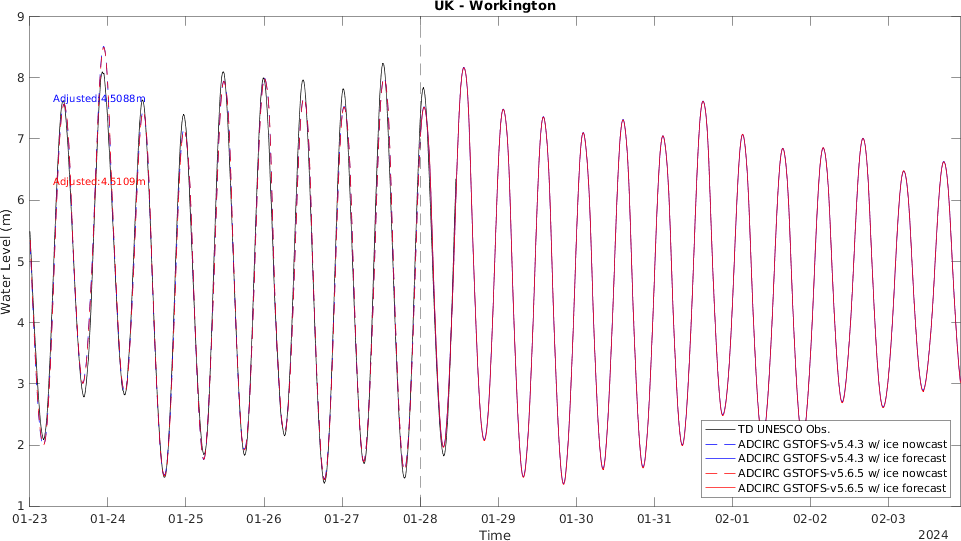 UK - Workington
9
8
7
6
5
4
3
2
1
Water Level (m)
Adjusted:4.5088m
Adjusted:4.6109m
TD UNESCO Obs.
ADCIRC GSTOFS-v5.4.3 w/ ice nowcast
ADCIRC GSTOFS-v5.4.3 w/ ice forecast
ADCIRC GSTOFS-v5.6.5 w/ ice nowcast
ADCIRC GSTOFS-v5.6.5 w/ ice forecast
01-23 01-24 01-25 01-26 01-27 01-28 01-29 01-30 01-31 02-01 02-02 02-03
Time
2024